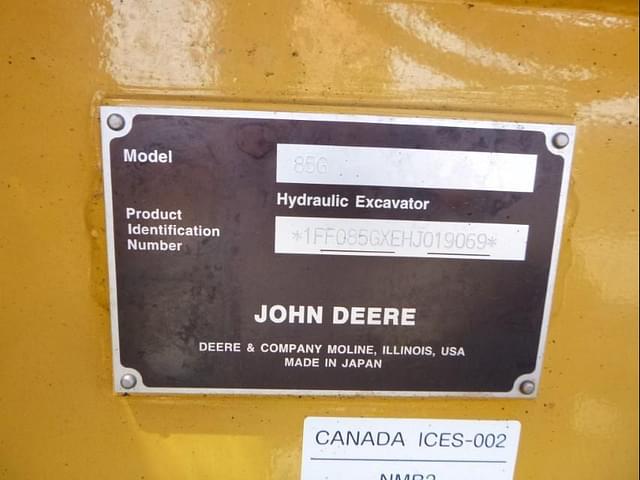 Model 85G
Hydraulic Excavator
Product
Identification
Number
*1FF085GXEHJ019069*
JOHN DEERE
DEERE & COMPANY MOLINE, ILLINOIS, USA
MADE IN JAPAN
CANADA ICES-002
NMB2